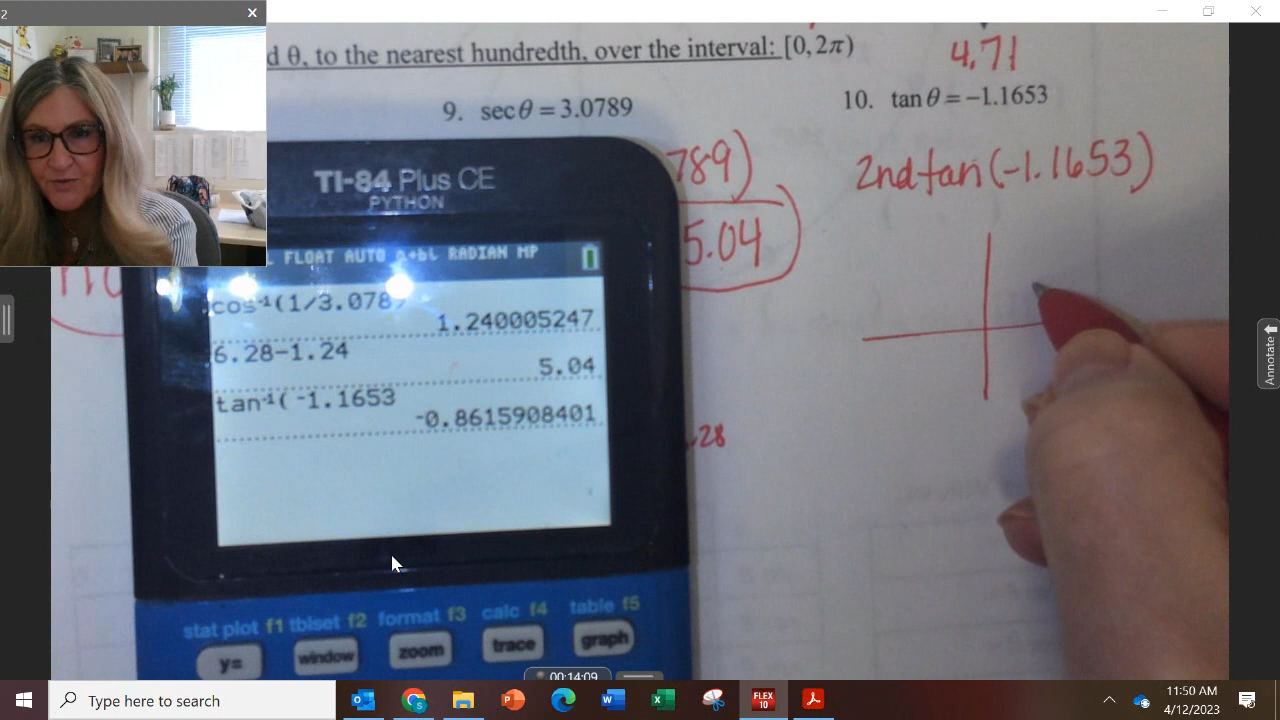 2
d θ, to the nearest hundredth, over the interval: [0, 2π)
4.71
9. sec θ = 3.0789
10. tan θ = −1.1653
789)
2nd tan(-1.1653)
5.04
TI-84 Plus CE
PYTHON
FLOAT AUTO a+bi RADIAN MP
cos⁻¹(1/3.078
1.240005247
6.28-1.24
5.04
tan⁻¹(-1.1653
-0.8615908401
.28
stat plot f1 tblset f2 format f3 calc f4 table f5
y= window zoom trace graph
00:14:09
Annotate
Type here to search
FLEX
10
11:50 AM
4/12/2023